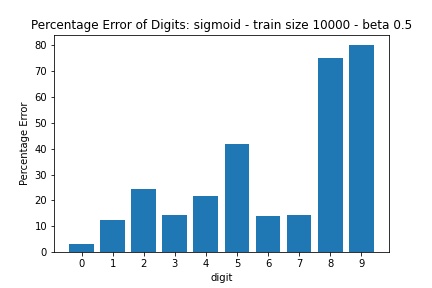 Percentage Error of Digits: sigmoid - train size 10000 - beta 0.5
80
70
60
50
40
30
20
10
0
Percentage Error
0 1 2 3 4 5 6 7 8 9
digit